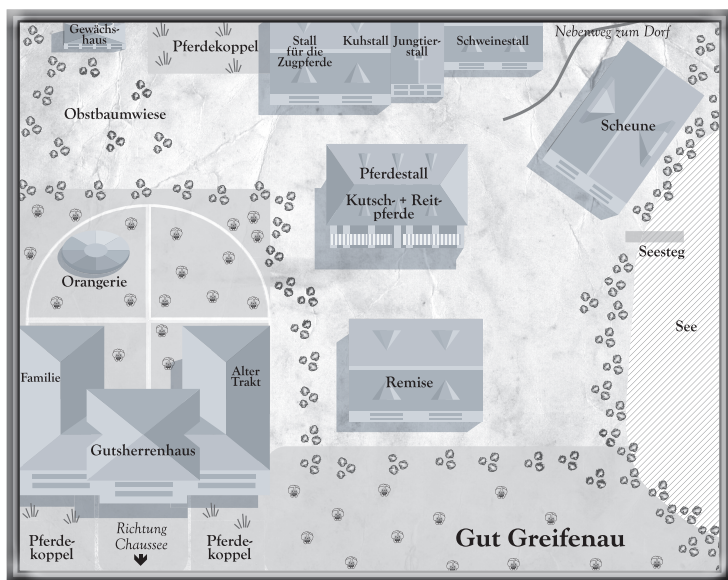 Gewächs-
haus
Pferdekoppel
Stall
für die
Zugpferde
Kuhstall
Jungtier-
stall
Schweinestall
Nebenweg zum Dorf
Obstbaumwiese
Scheune
Pferdestall
Kutsch- + Reit-
pferde
Seesteg
Orangerie
See
Familie
Alter
Trakt
Remise
Gutsherrenhaus
Pferde-
koppel
Richtung
Chaussee
Pferde-
koppel
Gut Greifenau